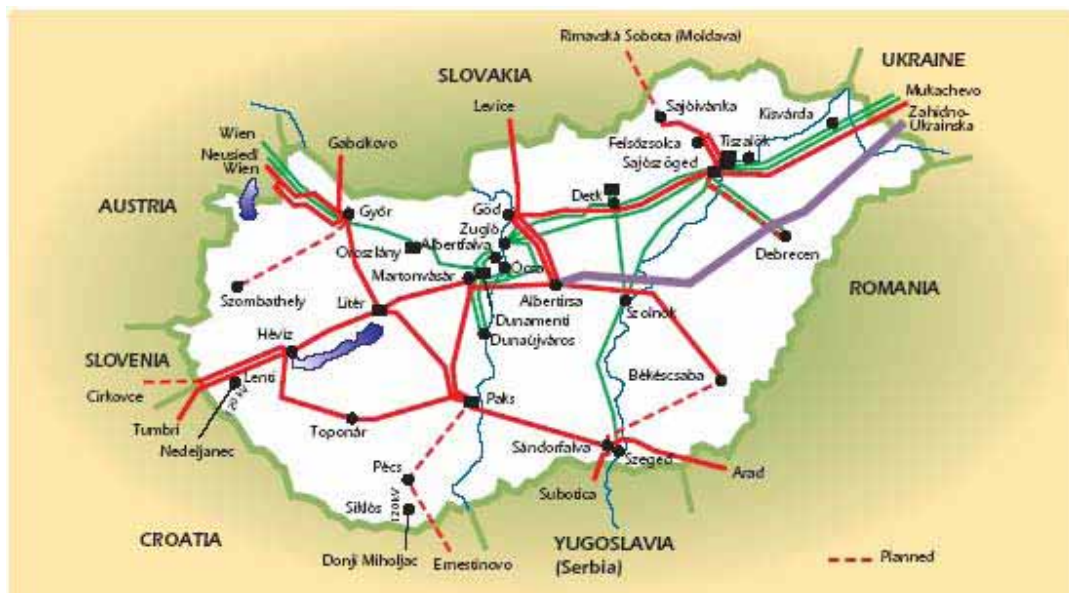 Rimavská Sobota (Moldava)
SLOVAKIA
UKRAINE
Levice
Mukachevo
Sajóivánka
Kisvárda
Zahidno-
Ukrainska
Wien
Neusiedl
Wien
Gabcikovo
Felsózsolca
Tiszalök
Sajószöged
AUSTRIA
Detk
Győr
Göd
Zugló
Oroszlány
Albertfalva
Ócsa
Debrecen
Martonvásár
Szombathely
Litér
Albertirsa
Szolnok
ROMANIA
Dunamenti
Dunaújváros
Hévíz
SLOVENIA
Lenti
Békéscsaba
Cirkovce
120 kV
Paks
Tumbri
Toponár
Nedeljanec
Sándorfalva
Szeged
Arad
Pécs
Subotica
Siklós
120kV
CROATIA
YUGOSLAVIA
(Serbia)
Donji Miholjac
Ernestinovo
Planned